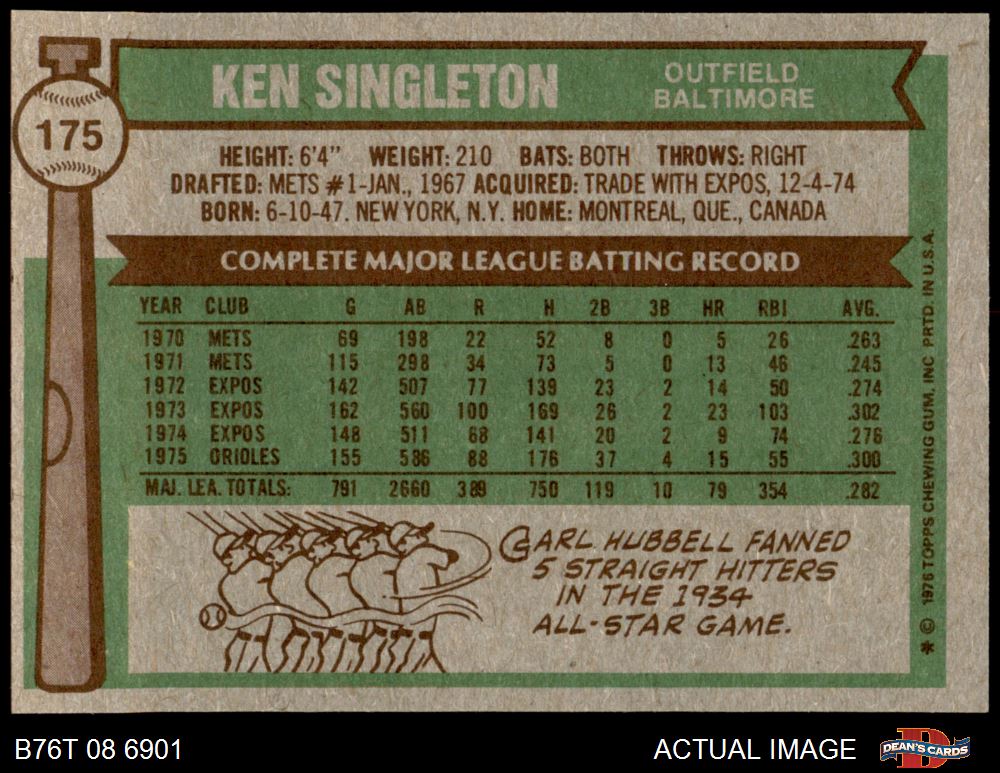 175
KEN SINGLETON
OUTFIELD
BALTIMORE
HEIGHT: 6'4" WEIGHT: 210 BATS: BOTH THROWS: RIGHT
DRAFTED: METS #1-JAN., 1967 ACQUIRED: TRADE WITH EXPOS, 12-4-74
BORN: 6-10-47. NEW YORK, N.Y. HOME: MONTREAL, QUE., CANADA
COMPLETE MAJOR LEAGUE BATTING RECORD
YEAR CLUB G AB R H 2B 3B HR RBI AVG.
1970 METS 69 198 22 52 8 0 5 26 .263
1971 METS 115 298 34 73 5 0 13 46 .245
1972 EXPOS 142 507 77 139 23 2 14 50 .274
1973 EXPOS 162 560 100 169 26 2 23 103 .302
1974 EXPOS 148 511 68 141 20 2 9 74 .276
1975 ORIOLES 155 586 88 176 37 4 15 55 .300
MAJ. LEA. TOTALS: 791 2660 389 750 119 10 79 354 .282
CARL HUBBELL FANNED
5 STRAIGHT HITTERS
IN THE 1934
ALL-STAR GAME.
* © 1976 TOPPS CHEWING GUM, INC PRTD. IN U.S.A.
B76T 08 6901
ACTUAL IMAGE
DEAN'S CARDS